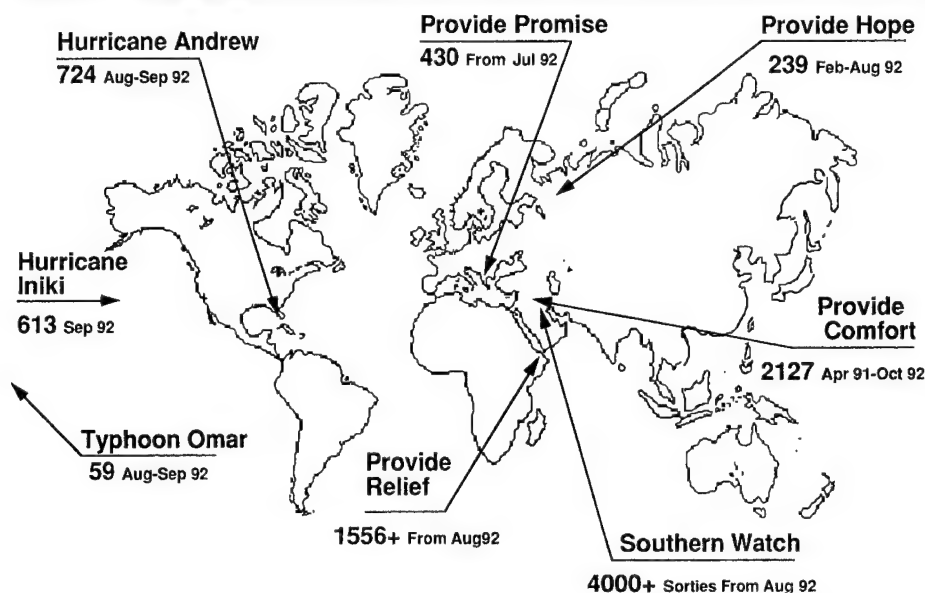 Hurricane Andrew
724 Aug-Sep 92
Provide Promise
430 From Jul 92
Provide Hope
239 Feb-Aug 92
Hurricane
Iniki
613 Sep 92
Provide
Comfort
2127 Apr 91-Oct 92
Typhoon Omar
59 Aug-Sep 92
Provide
Relief
1556+ From Aug92
Southern Watch
4000+ Sorties From Aug 92